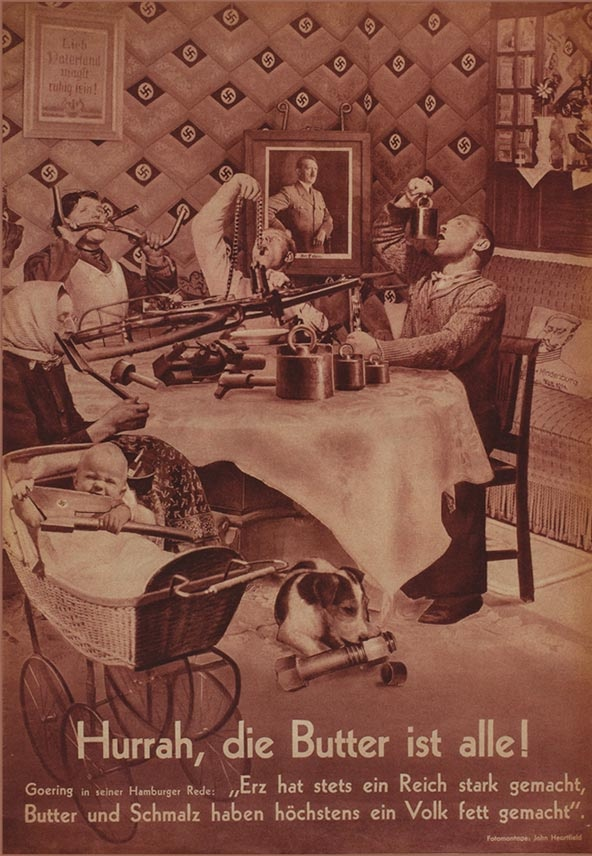 Lieb
Vaterland
magst
ruhig sein!
Hindenburg
Hurrah, die Butter ist alle!
Goering in seiner Hamburger Rede: „Erz hat stets ein Reich stark gemacht,
Butter und Schmalz haben höchstens ein Volk fett gemacht“.
Fotomontage: John Heartfield